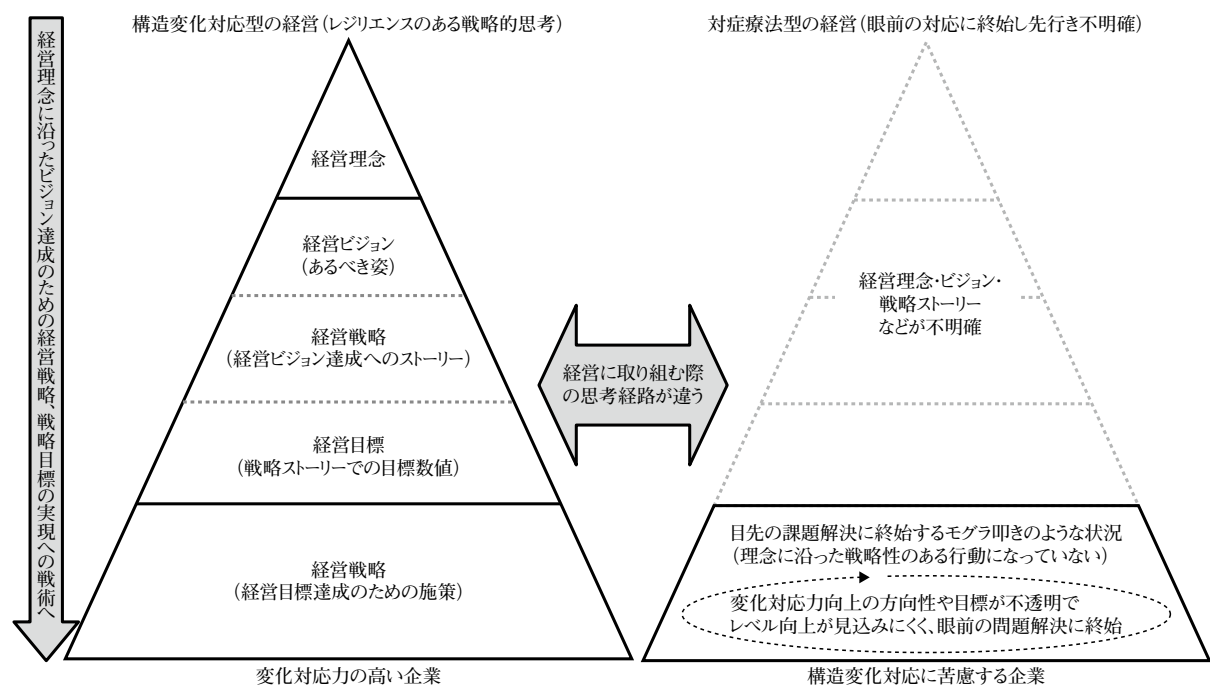 構造変化対応型の経営（レジリエンスのある戦略的思考）
対症療法型の経営（眼前の対応に終始し先行き不明確）
経営理念に沿ったビジョン達成のための経営戦略、戦略目標の実現への戦術へ
経営理念
経営ビジョン
（あるべき姿）
経営戦略
（経営ビジョン達成へのストーリー）
経営目標
（戦略ストーリーでの目標数値）
経営戦略
（経営目標達成のための施策）
変化対応力の高い企業
経営に取り組む際
の思考経路が違う
経営理念・ビジョン・
戦略ストーリー
などが不明確
目先の課題解決に終始するモグラ叩きのような状況
（理念に沿った戦略性のある行動になっていない）
変化対応力向上の方向性や目標が不透明で
レベル向上が見込みにくく、眼前の問題解決に終始
構造変化対応に苦慮する企業